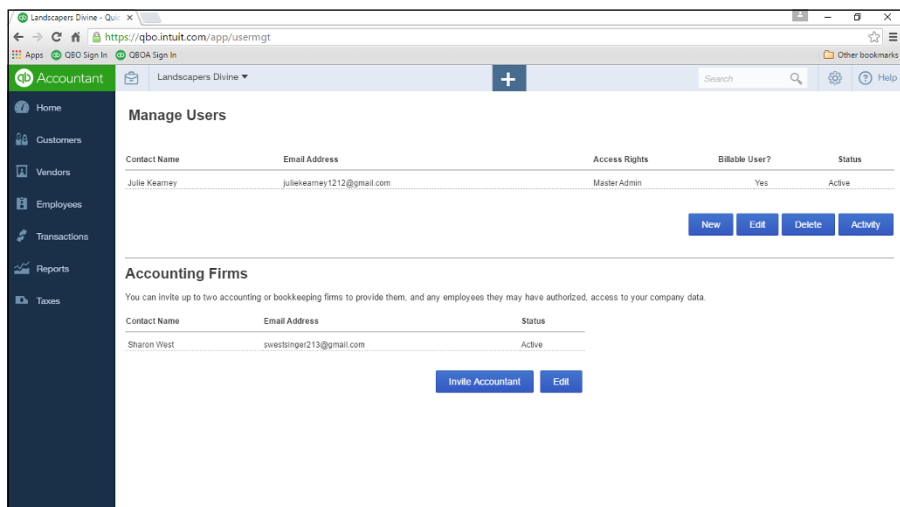 Landscapers Divine - Quic
https://qbo.intuit.com/app/usermgt
Apps QBO Sign In QBOA Sign In Other bookmarks
qb Accountant Landscapers Divine Search Help
Home
Customers
Vendors
Employees
Transactions
Reports
Taxes
Manage Users
Contact Name Email Address Access Rights Billable User? Status
Julie Kearney juliekearney1212@gmail.com Master Admin Yes Active
New Edit Delete Activity
Accounting Firms
You can invite up to two accounting or bookkeeping firms to provide them, and any employees they may have authorized, access to your company data.
Contact Name Email Address Status
Sharon West swestsinger213@gmail.com Active
Invite Accountant Edit